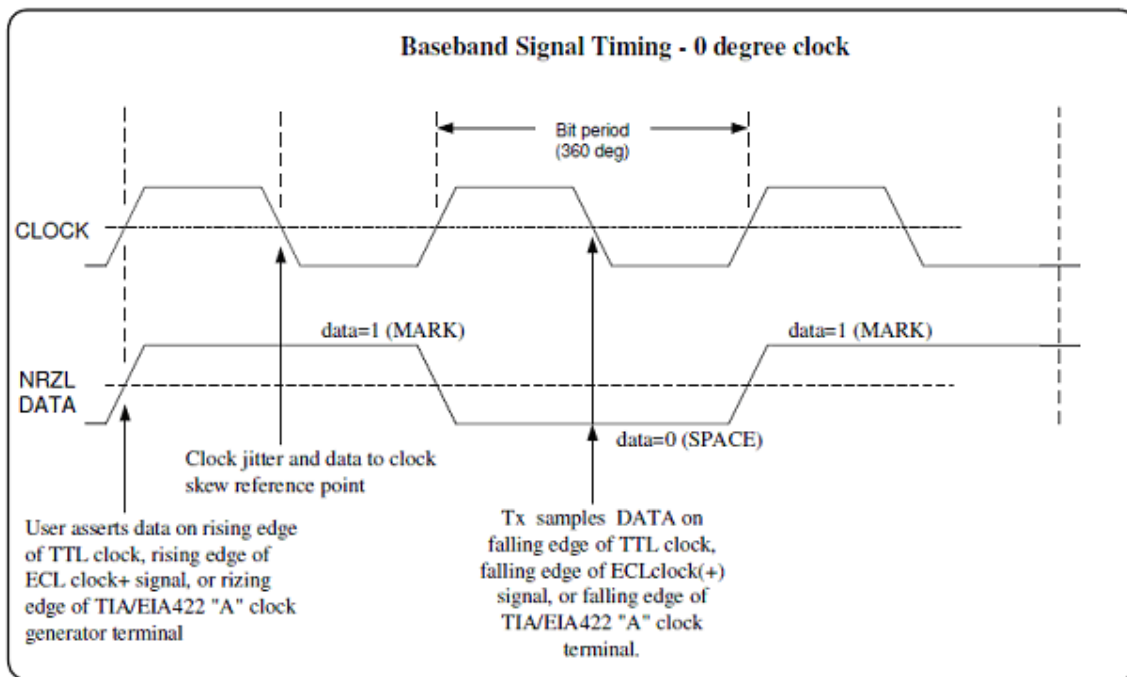 Baseband Signal Timing - 0 degree clock
Bit period
(360 deg)
CLOCK
data=1 (MARK)
data=1 (MARK)
NRZL
DATA
data=0 (SPACE)
Clock jitter and data to clock
skew reference point
User asserts data on rising edge
of TTL clock, rising edge of
ECL clock+ signal, or rizing
edge of TIA/EIA422 "A" clock
generator terminal
Tx samples DATA on
falling edge of TTL clock,
falling edge of ECLclock(+)
signal, or falling edge of
TIA/EIA422 "A" clock
terminal.